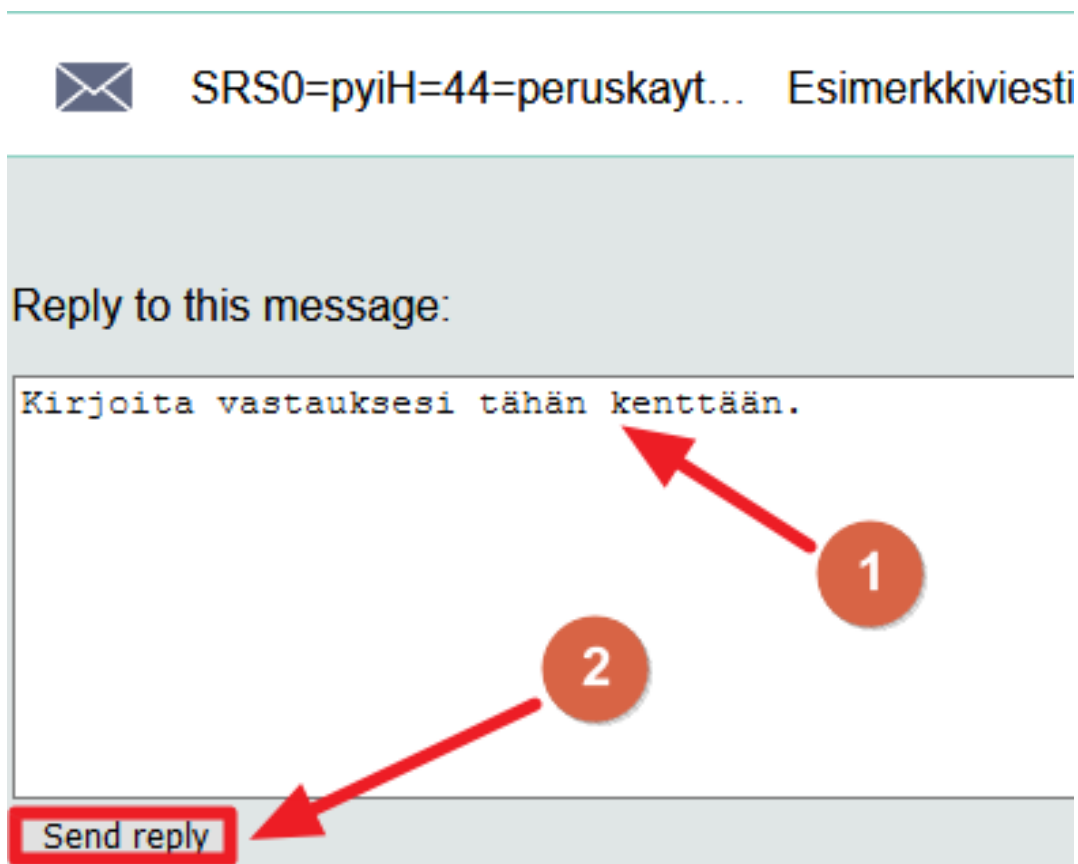 SRS0=pyiH=44=peruskayt... Esimerkkiviesti
Reply to this message:
Kirjoita vastauksesi tähän kenttään.
1
2
Send reply